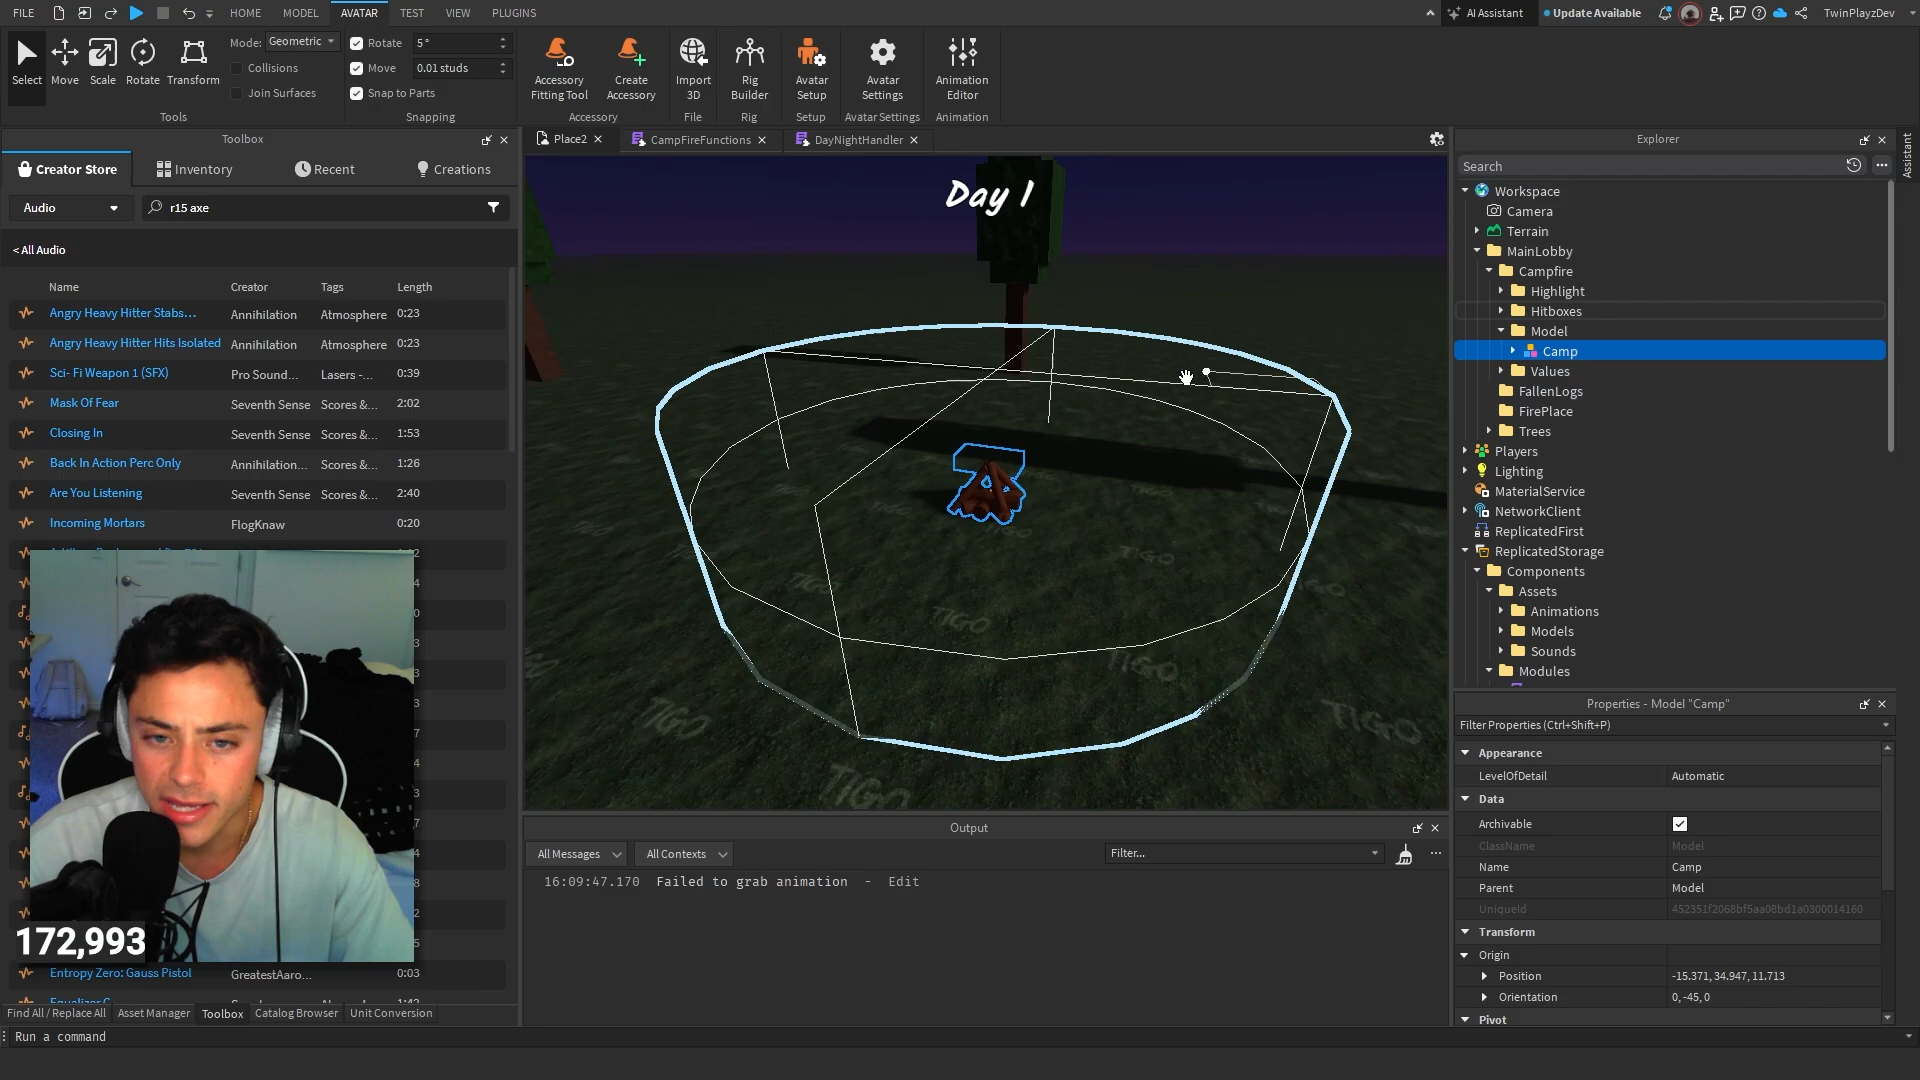 FILE
HOME
MODEL
AVATAR
TEST
VIEW
PLUGINS
AI Assistant
Update Available
TwinPlayzDev
Select
Move
Scale
Rotate
Transform
Mode:
Geometric
Collisions
Join Surfaces
Tools
Rotate
5 °
Move
0.01 studs
Snap to Parts
Snapping
Accessory
Fitting Tool
Create
Accessory
Accessory
Import
3D
File
Rig
Builder
Rig
Avatar
Setup
Setup
Avatar
Settings
Avatar Settings
Animation
Editor
Animation
Toolbox
Creator Store
Inventory
Recent
Creations
Audio
r15 axe
< All Audio
Name Creator Tags Length
Angry Heavy Hitter Stabs... Annihilation Atmosphere 0:23
Angry Heavy Hitter Hits Isolated Annihilation Atmosphere 0:23
Sci- Fi Weapon 1 (SFX) Pro Sound... Lasers -... 0:39
Mask Of Fear Seventh Sense Scores &... 2:02
Closing In Seventh Sense Scores &... 1:53
Back In Action Perc Only Annihilation... Scores &... 1:26
Are You Listening Seventh Sense Scores &... 2:40
Incoming Mortars FlogKnaw 0:20
172,993
Entropy Zero: Gauss Pistol GreatestAaro... 0:03
Find All / Replace All
Asset Manager
Toolbox
Catalog Browser
Unit Conversion
Run a command
Place2
CampFireFunctions
DayNightHandler
Day 1
TIGO
TIGO
TIGO
TIGO
TIGO
TIGO
Output
All Messages
All Contexts
Filter...
16:09:47.170 Failed to grab animation - Edit
Explorer
Assistant
Search
Workspace
Camera
Terrain
MainLobby
Campfire
Highlight
Hitboxes
Model
Camp
Values
FallenLogs
FirePlace
Trees
Players
Lighting
MaterialService
NetworkClient
ReplicatedFirst
ReplicatedStorage
Components
Assets
Animations
Models
Sounds
Modules
Properties - Model "Camp"
Filter Properties (Ctrl+Shift+P)
Appearance
LevelOfDetail Automatic
Data
Archivable
ClassName Model
Name Camp
Parent Model
UniqueId 452351f2068bf5aa08bd1a0300014160
Transform
Origin
Position -15.371, 34.947, 11.713
Orientation 0, -45, 0
Pivot